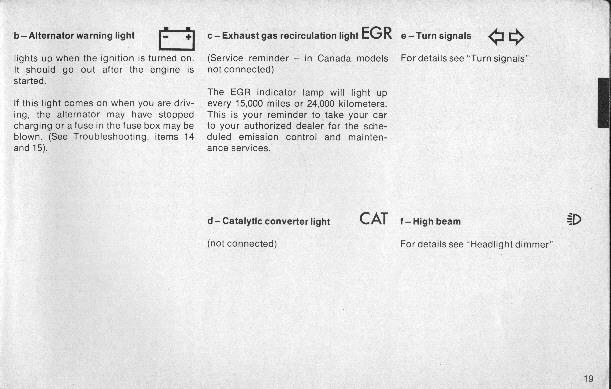 b – Alternator warning light
- +
lights up when the ignition is turned on.
It should go out after the engine is
started.
If this light comes on when you are driv-
ing, the alternator may have stopped
charging or a fuse in the fuse box may be
blown. (See Troubleshooting, items 14
and 15).
c – Exhaust gas recirculation light EGR
(Service reminder – in Canada models
not connected)
The EGR indicator lamp will light up
every 15,000 miles or 24,000 kilometers.
This is your reminder to take your car
to your authorized dealer for the sche-
duled emission control and mainten-
ance services.
d – Catalytic converter light CAT
(not connected)
e – Turn signals
For details see "Turn signals"
f – High beam
For details see "Headlight dimmer"
19